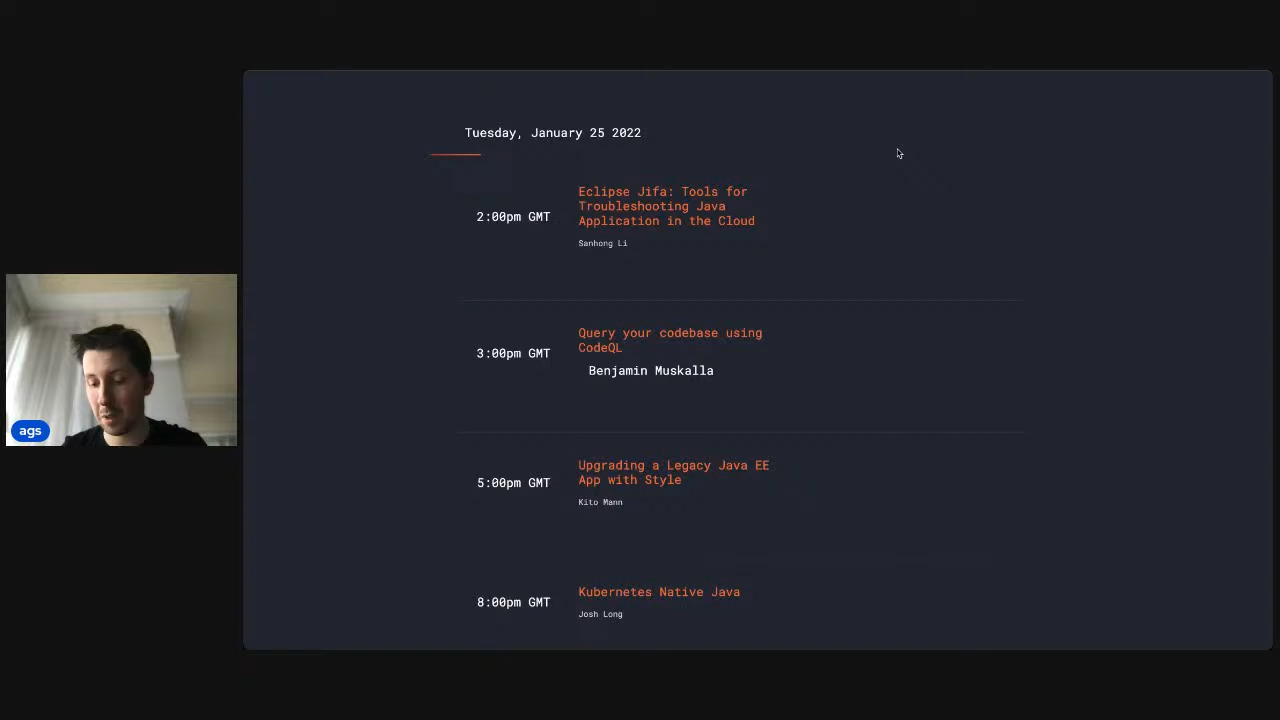 Tuesday, January 25 2022
2:00pm GMT
Eclipse Jifa: Tools for
Troubleshooting Java
Application in the Cloud
Sanhong Li
3:00pm GMT
Query your codebase using
CodeQL
Benjamin Muskalla
5:00pm GMT
Upgrading a Legacy Java EE
App with Style
Kito Mann
8:00pm GMT
Kubernetes Native Java
Josh Long
ags